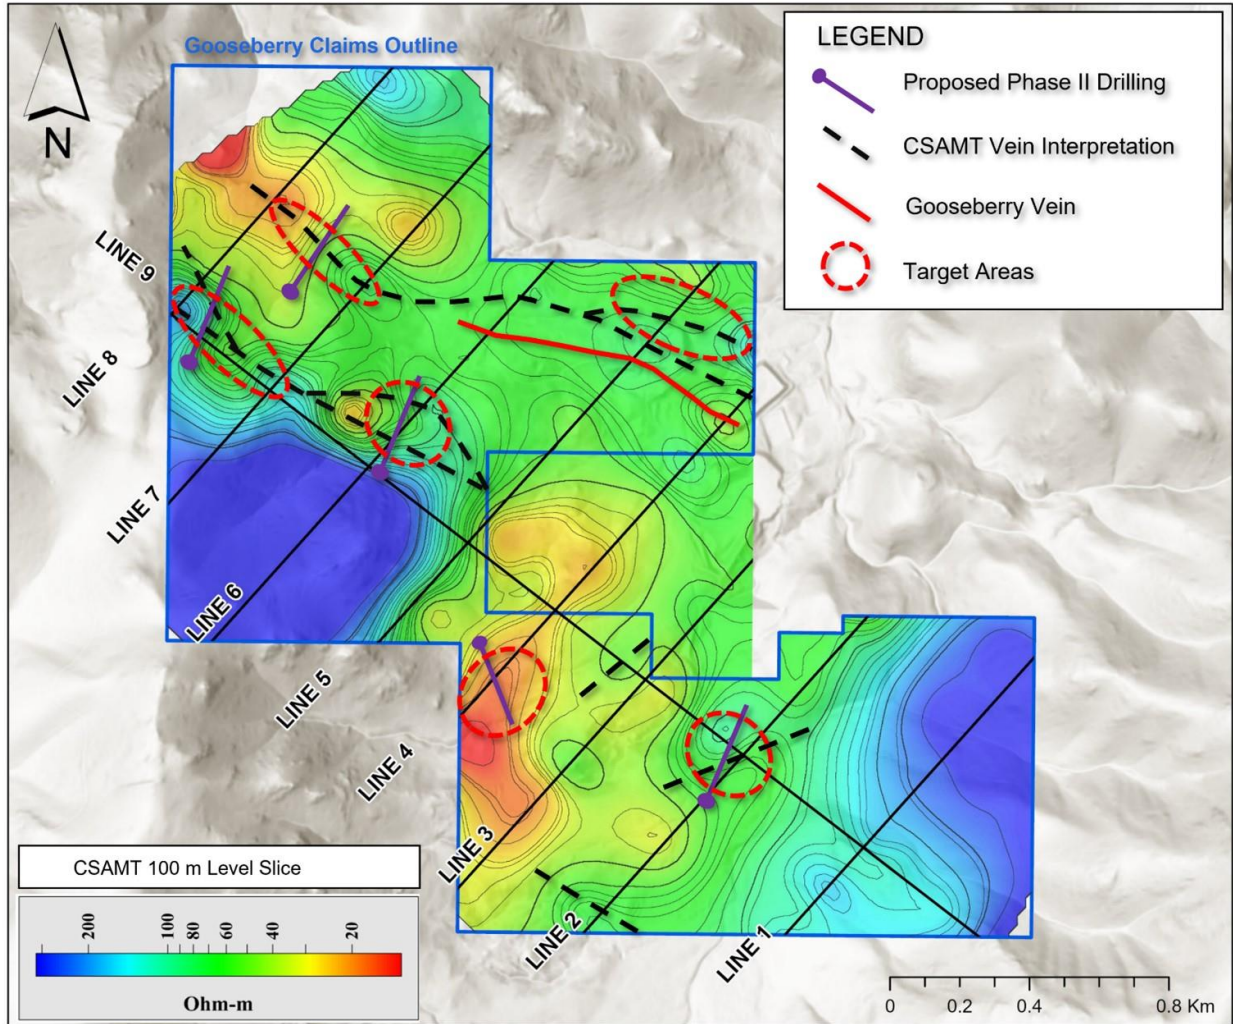 Gooseberry Claims Outline
N
LEGEND
Proposed Phase II Drilling
CSAMT Vein Interpretation
Gooseberry Vein
Target Areas
LINE 9
LINE 8
LINE 7
LINE 6
LINE 5
LINE 4
LINE 3
LINE 2
LINE 1
CSAMT 100 m Level Slice
200 100 80 60 40 20
Ohm-m
0 0.2 0.4 0.8 Km